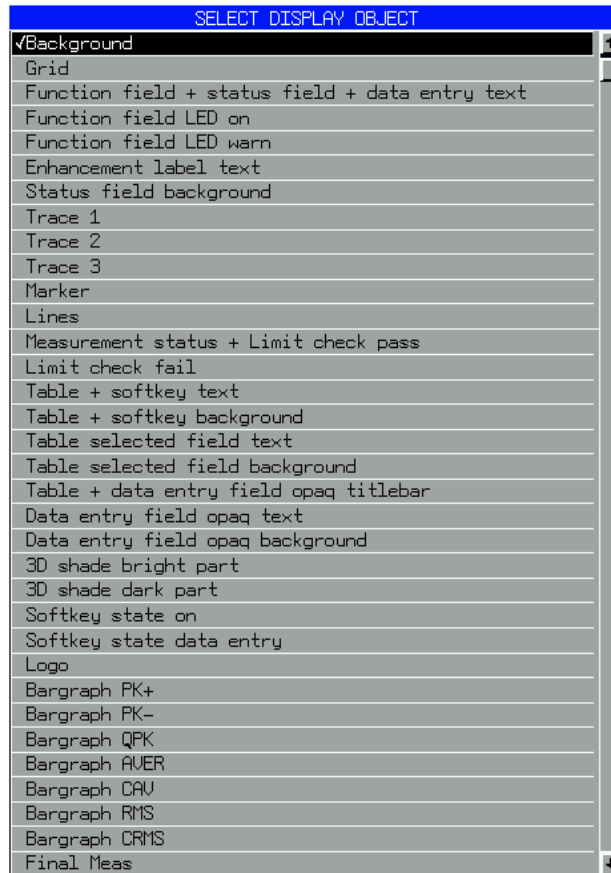 SELECT DISPLAY OBJECT
√Background
Grid
Function field + status field + data entry text
Function field LED on
Function field LED warn
Enhancement label text
Status field background
Trace 1
Trace 2
Trace 3
Marker
Lines
Measurement status + Limit check pass
Limit check fail
Table + softkey text
Table + softkey background
Table selected field text
Table selected field background
Table + data entry field opaq titlebar
Data entry field opaq text
Data entry field opaq background
3D shade bright part
3D shade dark part
Softkey state on
Softkey state data entry
Logo
Bargraph PK+
Bargraph PK-
Bargraph QPK
Bargraph AVER
Bargraph CAV
Bargraph RMS
Bargraph CRMS
Final Meas